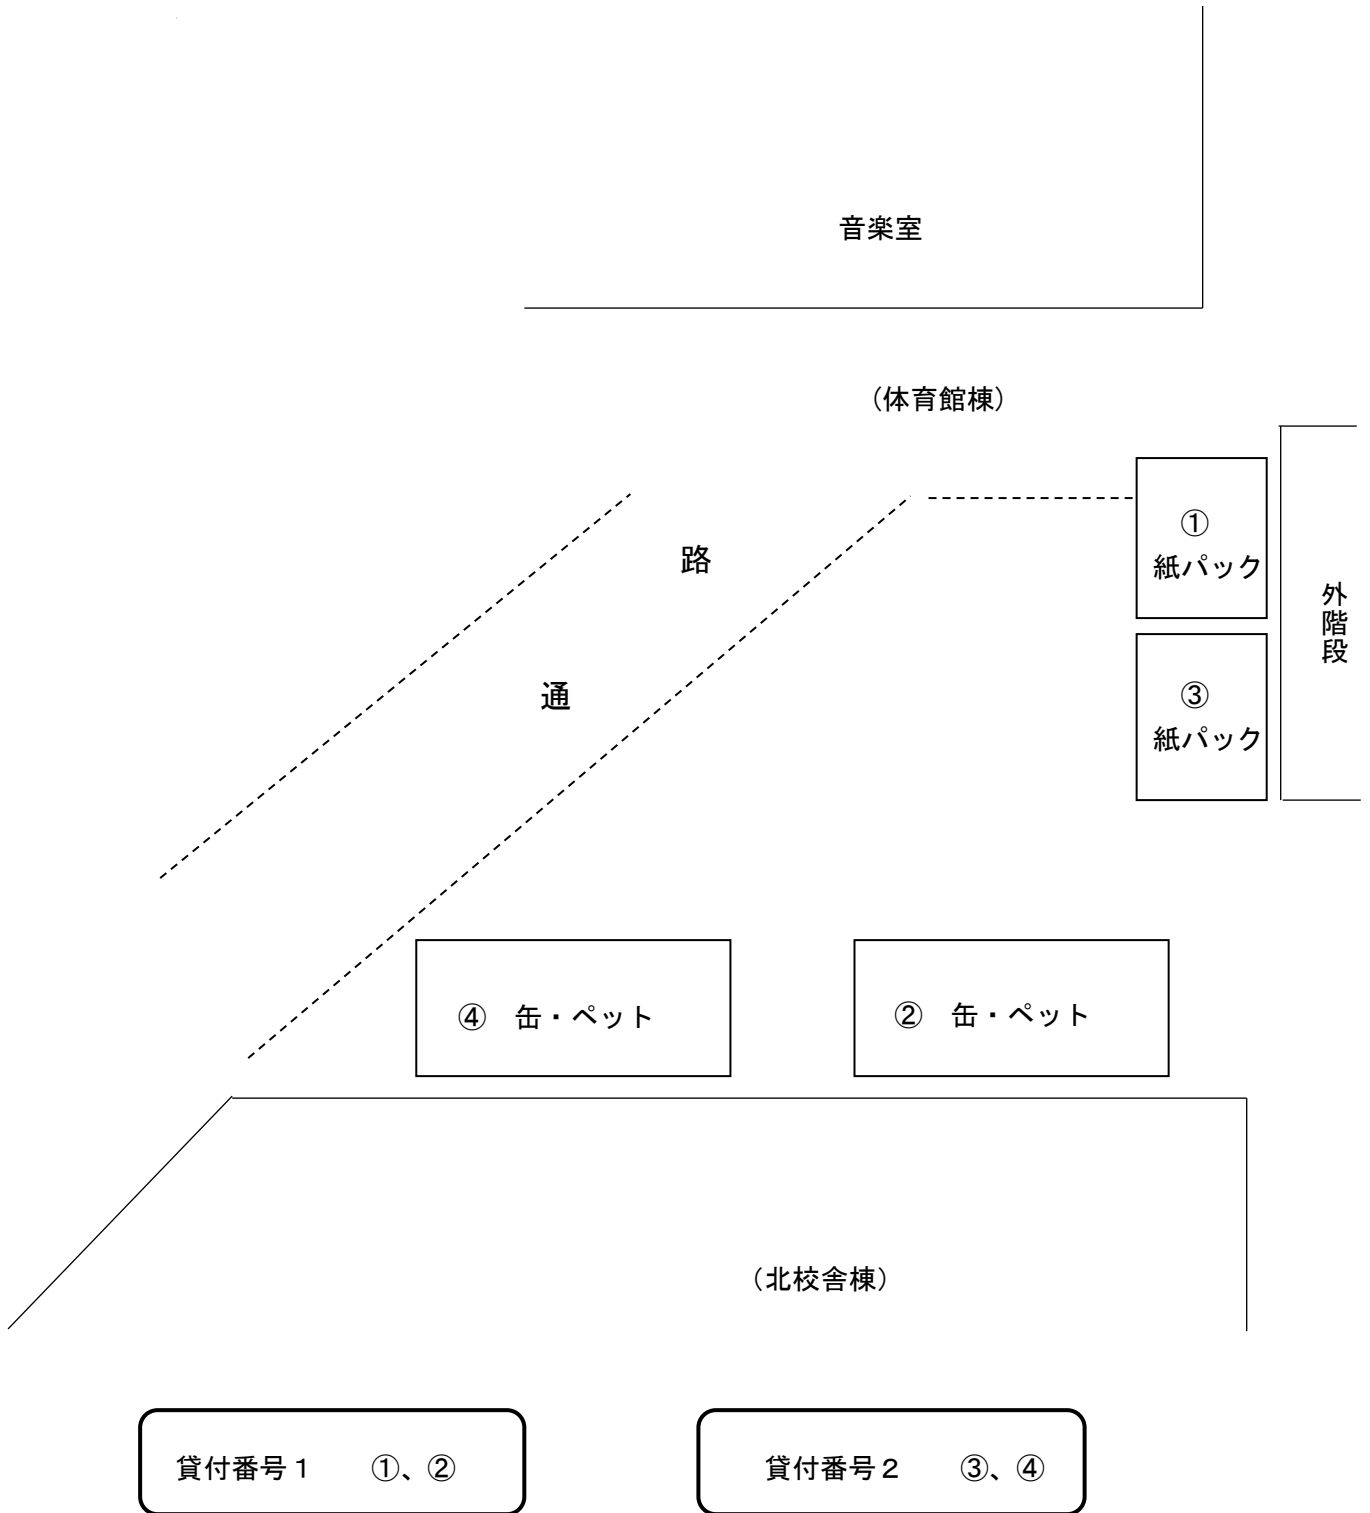 音楽室
（体育館棟）
①
紙パック
路
外階段
通
③
紙パック
④　缶・ペット
②　缶・ペット
（北校舎棟）
貸付番号１　　①、②
貸付番号２　　③、④